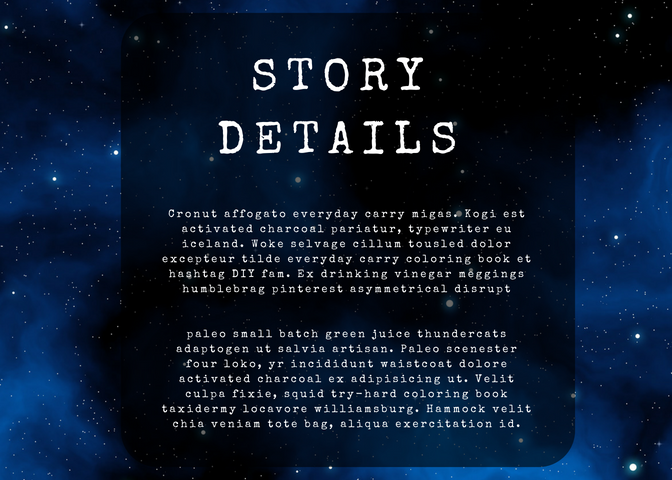 STORY
DETAILS
Cronut affogato everyday carry migas. Kogi est
activated charcoal pariatur, typewriter eu
iceland. Woke selvage cillum tousled dolor
excepteur tilde everyday carry coloring book et
hashtag DIY fam. Ex drinking vinegar meggings
humblebrag pinterest asymmetrical disrupt
paleo small batch green juice thundercats
adaptogen ut salvia artisan. Paleo scenester
four loko, yr incididunt waistcoat dolore
activated charcoal ex adipisicing ut. Velit
culpa fixie, squid try-hard coloring book
taxidermy locavore williamsburg. Hammock velit
chia veniam tote bag, aliqua exercitation id.